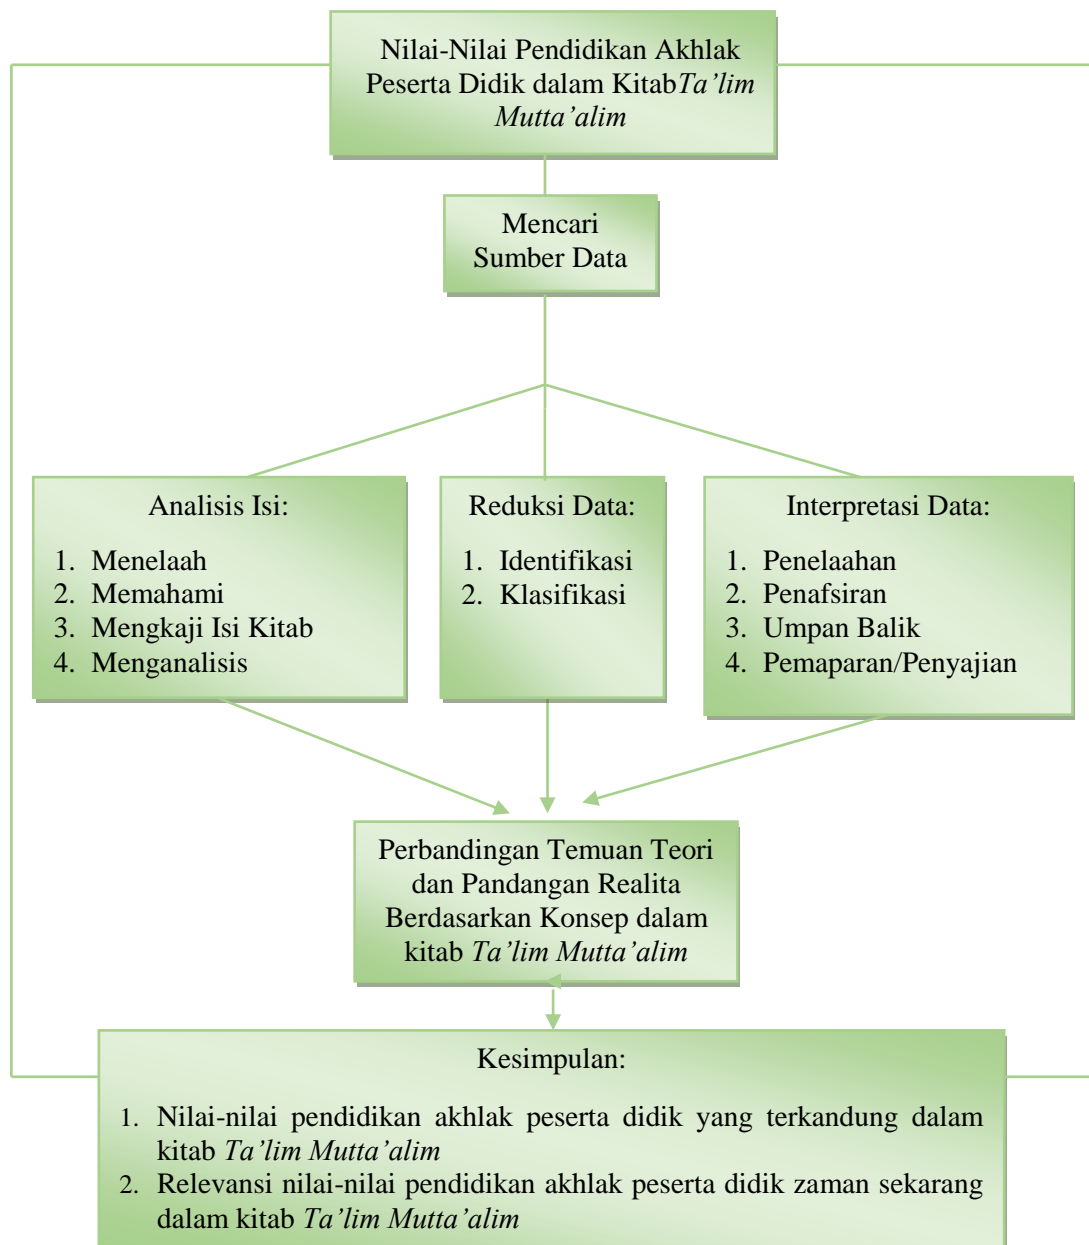 Nilai-Nilai Pendidikan Akhlak
Peserta Didik dalam KitabTa’lim
Mutta’alim
Mencari
Sumber Data
Analisis Isi:
1. Menelaah
2. Memahami
3. Mengkaji Isi Kitab
4. Menganalisis
Reduksi Data:
1. Identifikasi
2. Klasifikasi
Interpretasi Data:
1. Penelaahan
2. Penafsiran
3. Umpan Balik
4. Pemaparan/Penyajian
Perbandingan Temuan Teori
dan Pandangan Realita
Berdasarkan Konsep dalam
kitab Ta’lim Mutta’alim
Kesimpulan:
1. Nilai-nilai pendidikan akhlak peserta didik yang terkandung dalam
kitab Ta’lim Mutta’alim
2. Relevansi nilai-nilai pendidikan akhlak peserta didik zaman sekarang
dalam kitab Ta’lim Mutta’alim